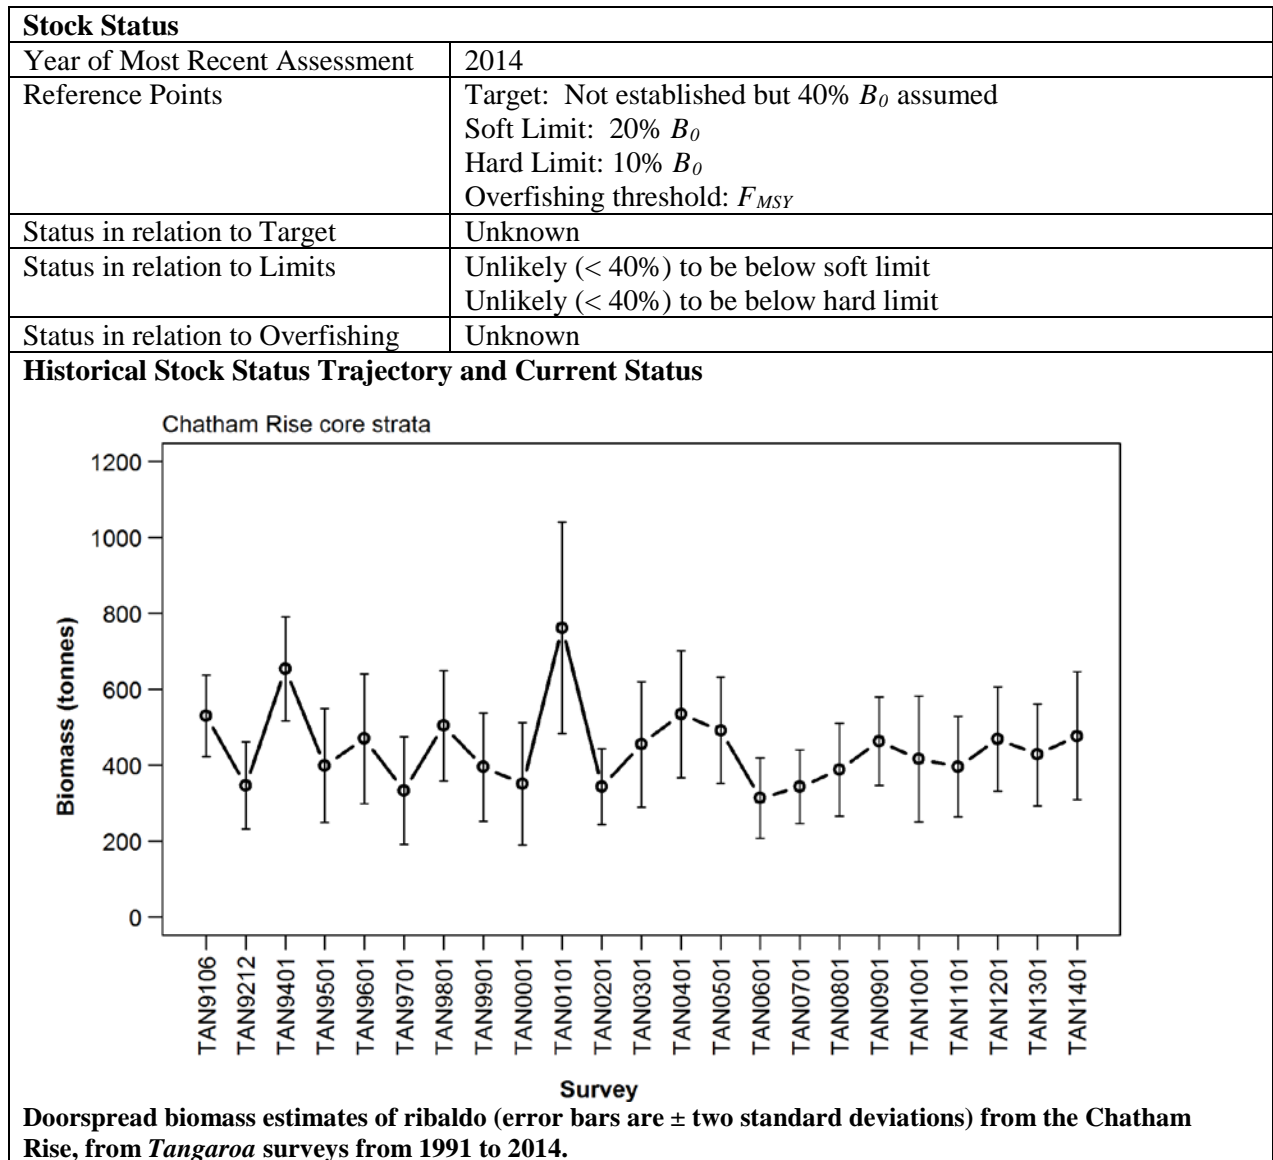 Stock Status
Year of Most Recent Assessment 2014
Reference Points Target: Not established but 40% B0 assumed
Soft Limit: 20% B0
Hard Limit: 10% B0
Overfishing threshold: FMSY
Status in relation to Target Unknown
Status in relation to Limits Unlikely (< 40%) to be below soft limit
Unlikely (< 40%) to be below hard limit
Status in relation to Overfishing Unknown
Historical Stock Status Trajectory and Current Status
Chatham Rise core strata
1200
1000
800
600
400
200
0
Biomass (tonnes)
TAN9106
TAN9212
TAN9401
TAN9501
TAN9601
TAN9701
TAN9801
TAN9901
TAN0001
TAN0101
TAN0201
TAN0301
TAN0401
TAN0501
TAN0601
TAN0701
TAN0801
TAN0901
TAN1001
TAN1101
TAN1201
TAN1301
TAN1401
Survey
Doorspread biomass estimates of ribaldo (error bars are ± two standard deviations) from the Chatham
Rise, from Tangaroa surveys from 1991 to 2014.